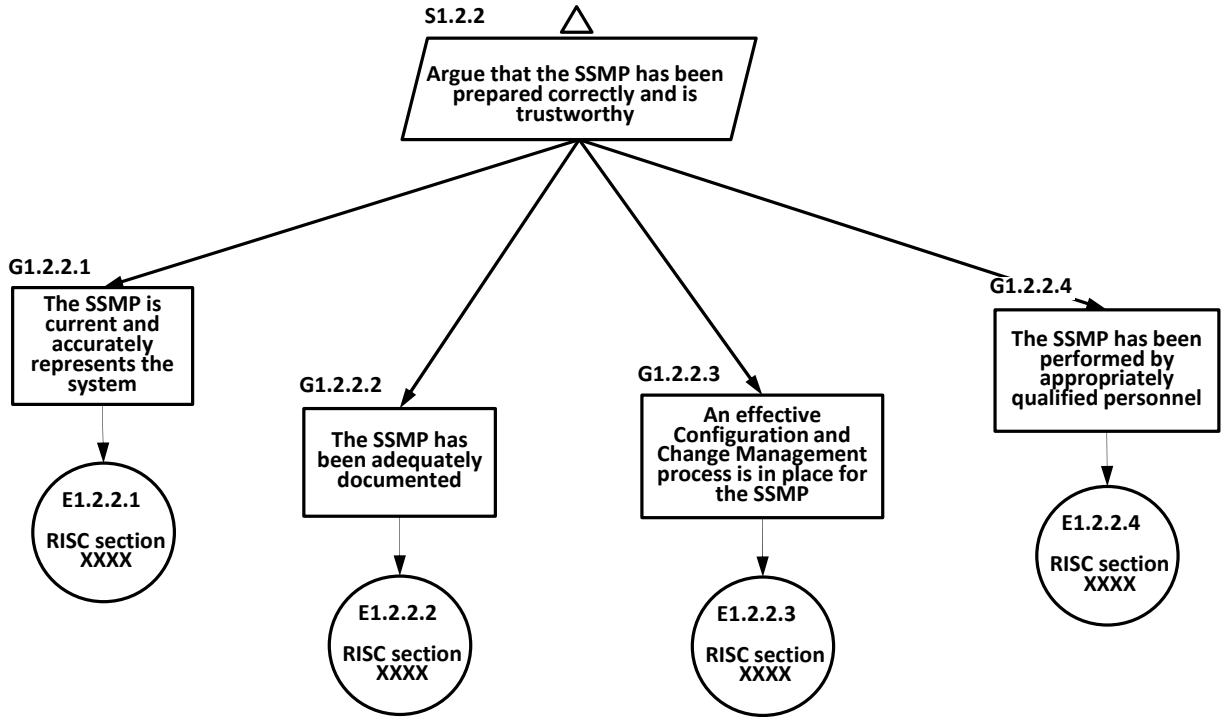 S1.2.2
Argue that the SSMP has been
prepared correctly and is
trustworthy
G1.2.2.1
The SSMP is
current and
accurately
represents the
system
E1.2.2.1
RISC section
XXXX
G1.2.2.2
The SSMP has
been adequately
documented
E1.2.2.2
RISC section
XXXX
G1.2.2.3
An effective
Configuration and
Change Management
process is in place for
the SSMP
E1.2.2.3
RISC section
XXXX
G1.2.2.4
The SSMP has been
performed by
appropriately
qualified personnel
E1.2.2.4
RISC section
XXXX